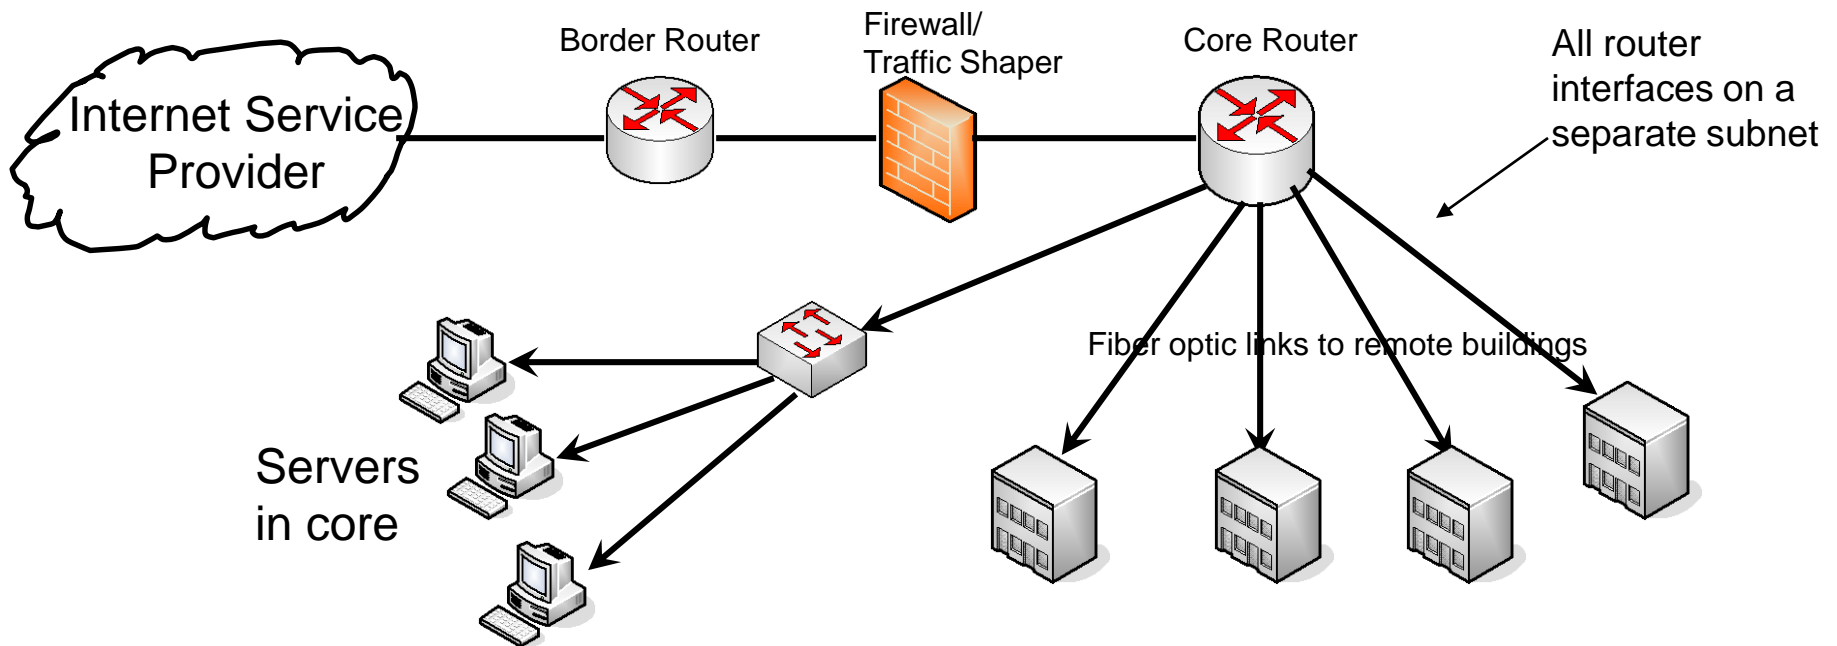 Internet Service
Provider
Border Router
Firewall/
Traffic Shaper
Core Router
All router
interfaces on a
separate subnet
Fiber optic links to remote buildings
Servers
in core